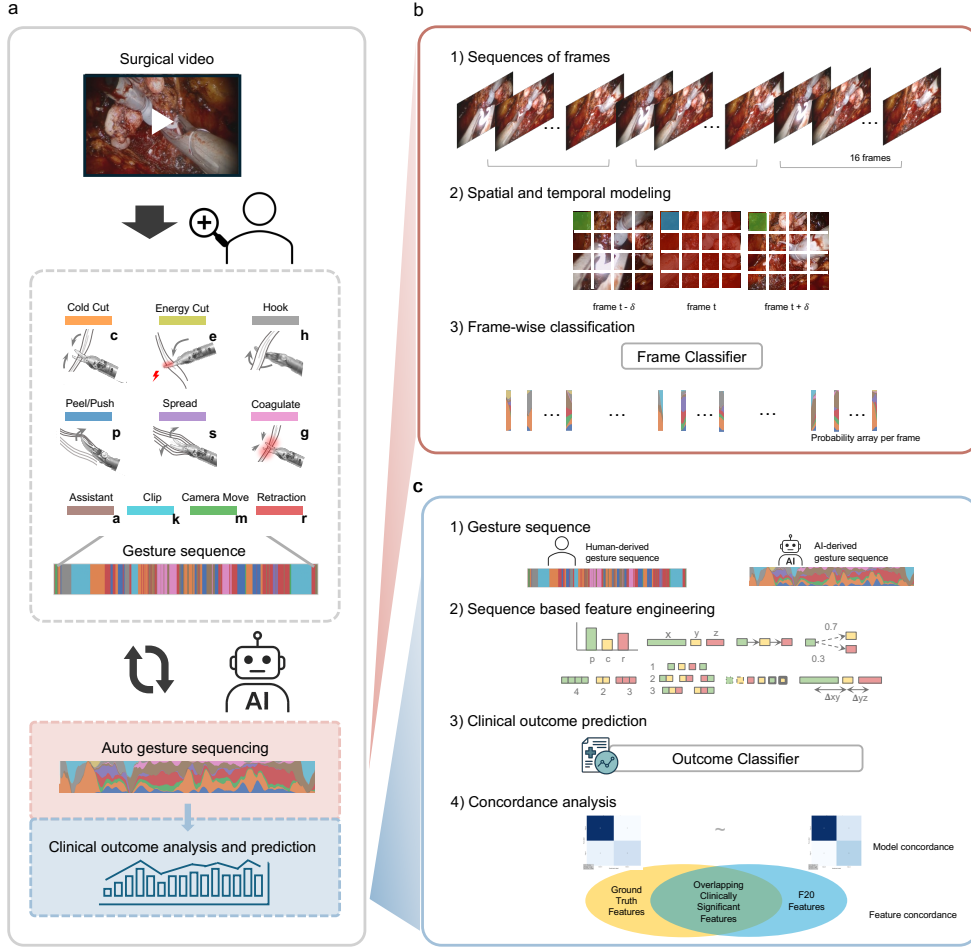 a
Surgical video
Cold Cut
Energy Cut
Hook
c
e
h
Peel/Push
Spread
Coagulate
p
s
g
Assistant
Clip
Camera Move
Retraction
a
k
m
r
Gesture sequence
AI
Auto gesture sequencing
Clinical outcome analysis and prediction
b
1) Sequences of frames
...
...
...
16 frames
2) Spatial and temporal modeling
frame t - δ
frame t
frame t + δ
3) Frame-wise classification
Frame Classifier
...
...
...
...
...
Probability array per frame
c
1) Gesture sequence
Human-derived
gesture sequence
AI
AI-derived
gesture sequence
2) Sequence based feature engineering
p
c
r
x
y
z
0.7
0.3
4
2
3
1
2
3
Δxy
Δyz
3) Clinical outcome prediction
Outcome Classifier
4) Concordance analysis
~
Model concordance
Ground
Truth
Features
Overlapping
Clinically
Significant
Features
F20
Features
Feature concordance